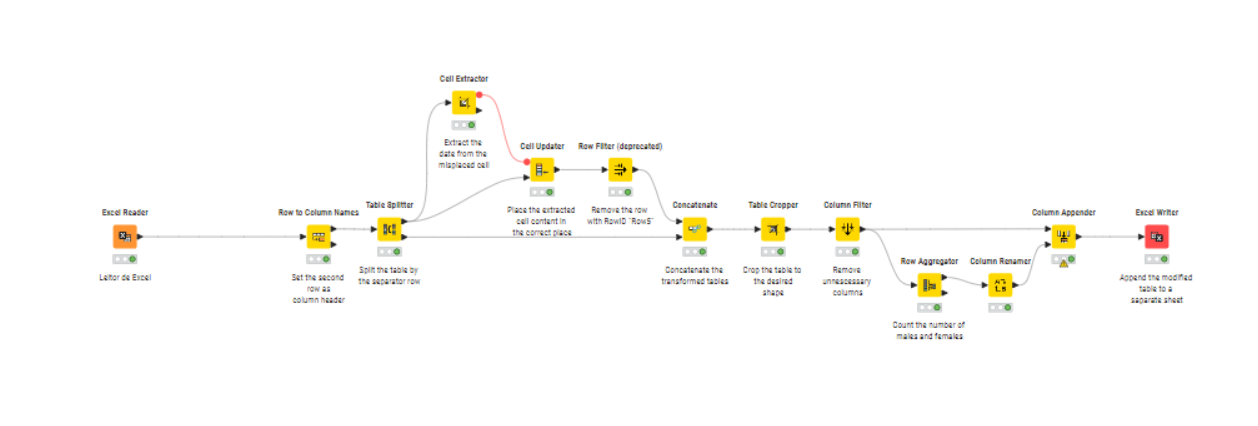 Cell Extractor
Extract the
date from the
misplaced cell
Cell Updater
Place the extracted
cell content in
the correct place
Row Filter (deprecated)
Remove the row
with RowID "Row5"
Excel Reader
Leitor de Excel
Row to Column Names
Set the second
row as
column header
Table Splitter
Split the table by
the separator row
Concatenate
Concatenate the
transformed tables
Table Cropper
Crop the table to
the desired
shape
Column Filter
Remove
unnescessary
columns
Row Aggregator
Count the number of
males and females
Column Renamer
Column Appender
Excel Writer
Append the modified
table to a
separate sheet